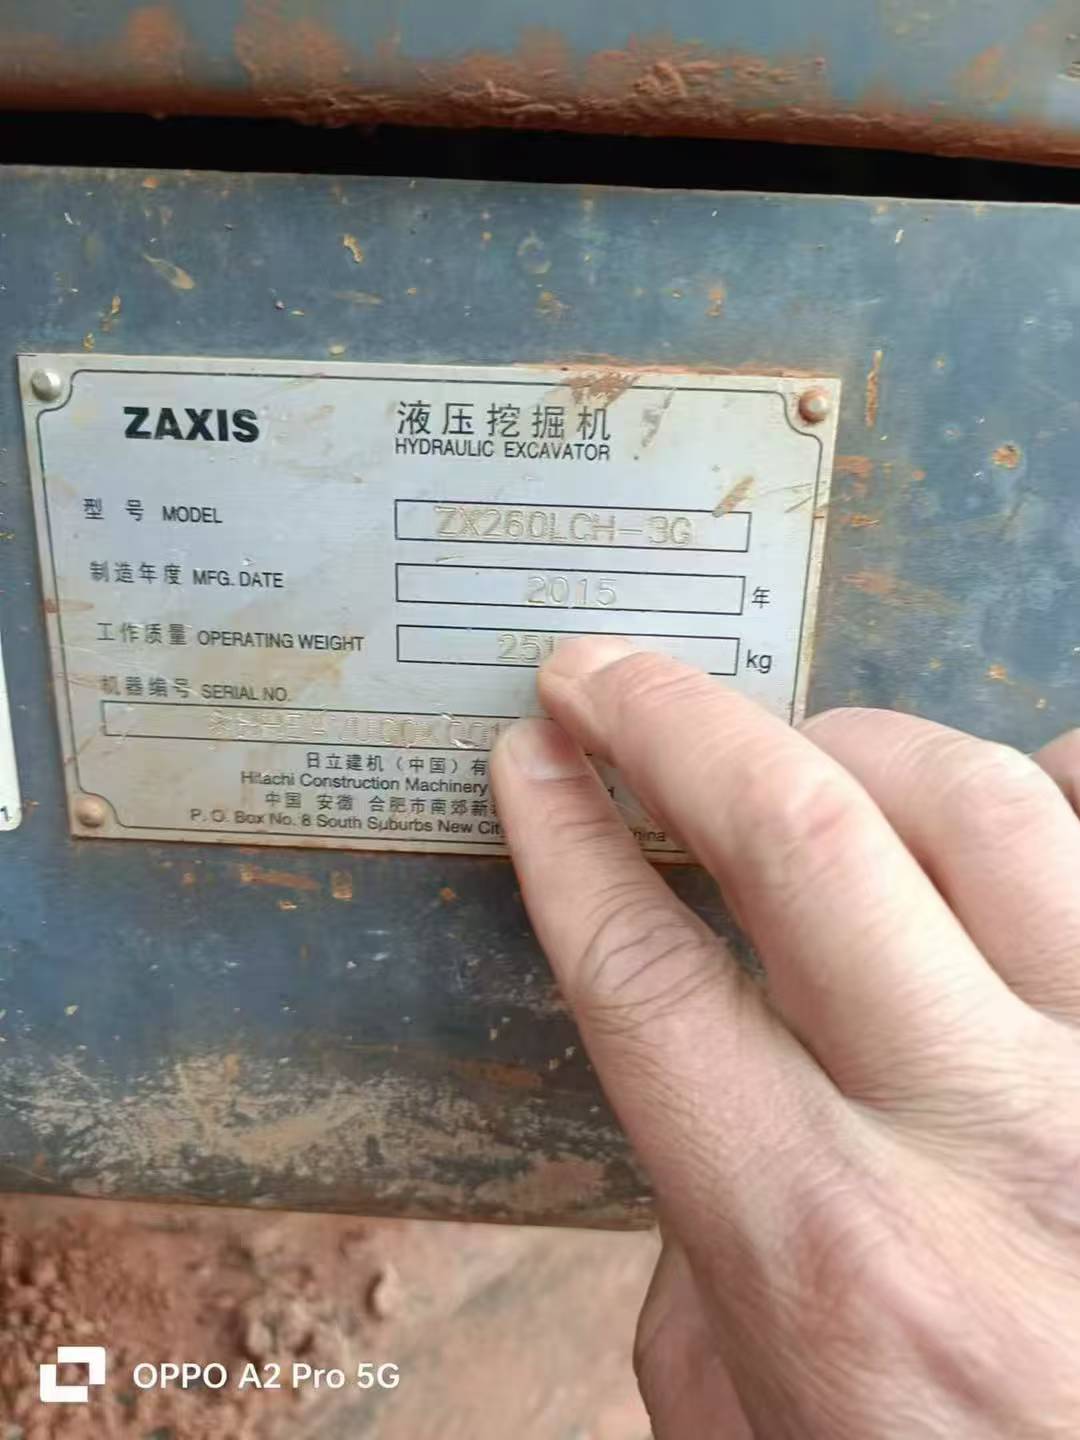 ZAXIS
液压挖掘机
HYDRAULIC EXCAVATOR
型 号 MODEL
ZX260LCH-3G
制造年度 MFG. DATE
2015 年
工作质量 OPERATING WEIGHT
kg
机器编号 SERIAL NO.
日立建机（中国）有
Hitachi Construction Machinery
中国 安徽 合肥市南郊新
P. O. Box No. 8 South Suburbs New
OPPO A2 Pro 5G